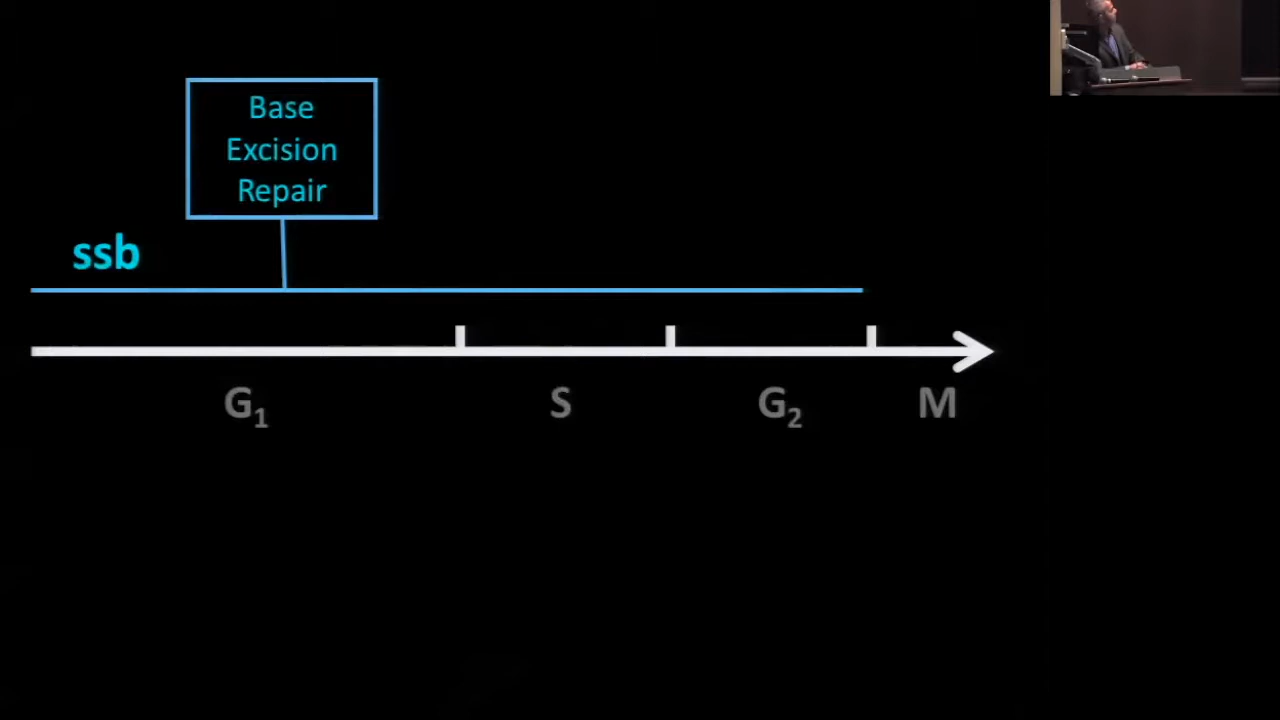 Base
Excision
Repair
ssb
G₁ S G₂ M